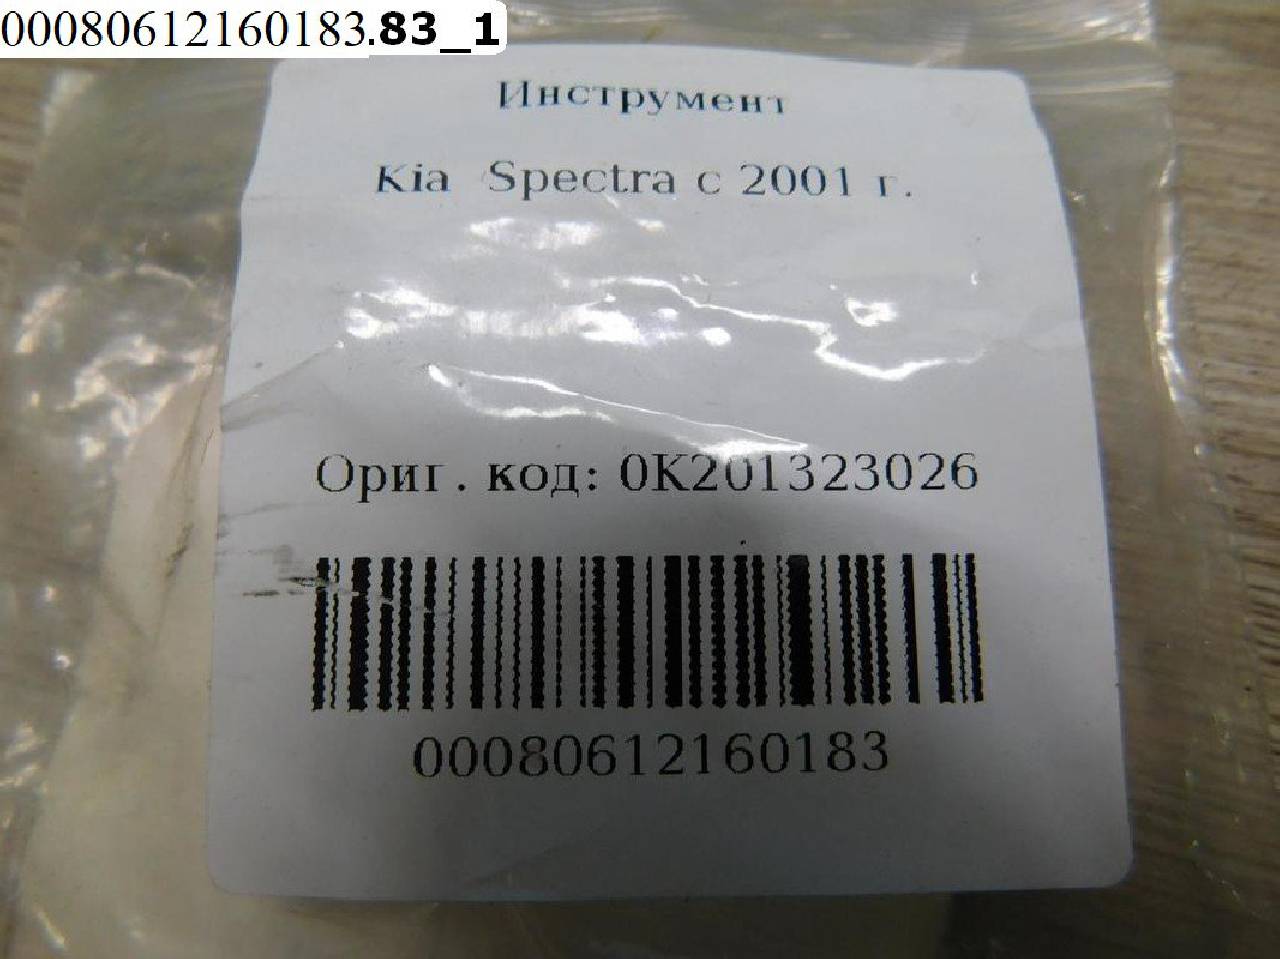 00080612160183.83_1
Инструмент
Kia Spectra с 2001 г.
Ориг. код: 0K201323026
00080612160183